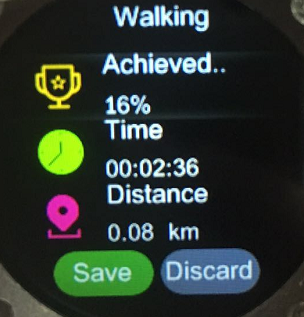 Walking
Achieved..
16%
Time
00:02:36
Distance
0.08 km
Save Discard